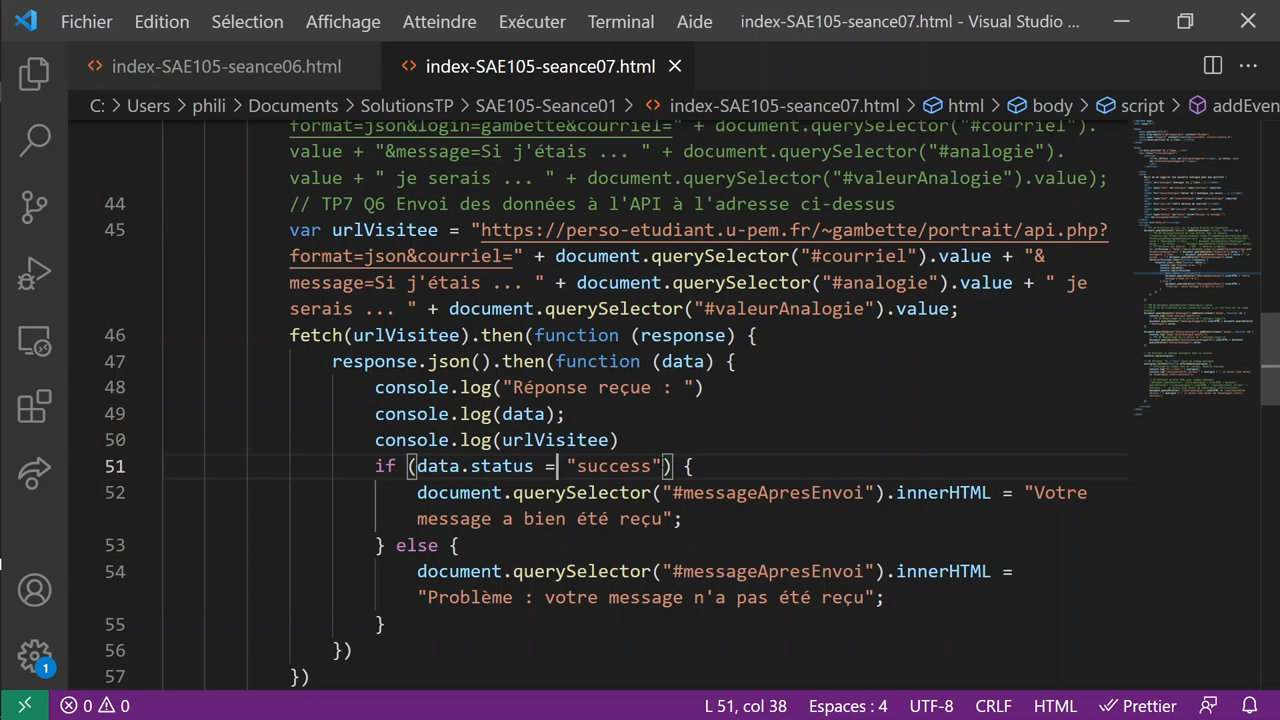 Fichier Edition Sélection Affichage Atteindre Exécuter Terminal Aide index-SAE105-seance07.html - Visual Studio ...
index-SAE105-seance06.html index-SAE105-seance07.html
C: > Users > phili > Documents > SolutionsTP > SAE105-Seance01 > index-SAE105-seance07.html > html > body > script > addEven
format=json&login=gambette&courriel=" + document.querySelector("#courriel").
value + "&message=Si j'étais ... " + document.querySelector("#analogie").
value + " je serais ... " + document.querySelector("#valeurAnalogie").value);
44 // TP7 Q6 Envoi des données à l'API à l'adresse ci-dessus
45 var urlVisitee = "https://perso-etudiant.u-pem.fr/~gambette/portrait/api.php?
format=json&courriel=" + document.querySelector("#courriel").value + "&
message=Si j'étais ... " + document.querySelector("#analogie").value + " je
serais ... " + document.querySelector("#valeurAnalogie").value;
46 fetch(urlVisitee).then(function (response) {
47 response.json().then(function (data) {
48 console.log("Réponse reçue : ")
49 console.log(data);
50 console.log(urlVisitee)
51 if (data.status = "success") {
52 document.querySelector("#messageApresEnvoi").innerHTML = "Votre
message a bien été reçu";
53 } else {
54 document.querySelector("#messageApresEnvoi").innerHTML =
"Problème : votre message n'a pas été reçu";
55 }
56 })
57 })
1
0 0 L 51, col 38 Espaces : 4 UTF-8 CRLF HTML Prettier